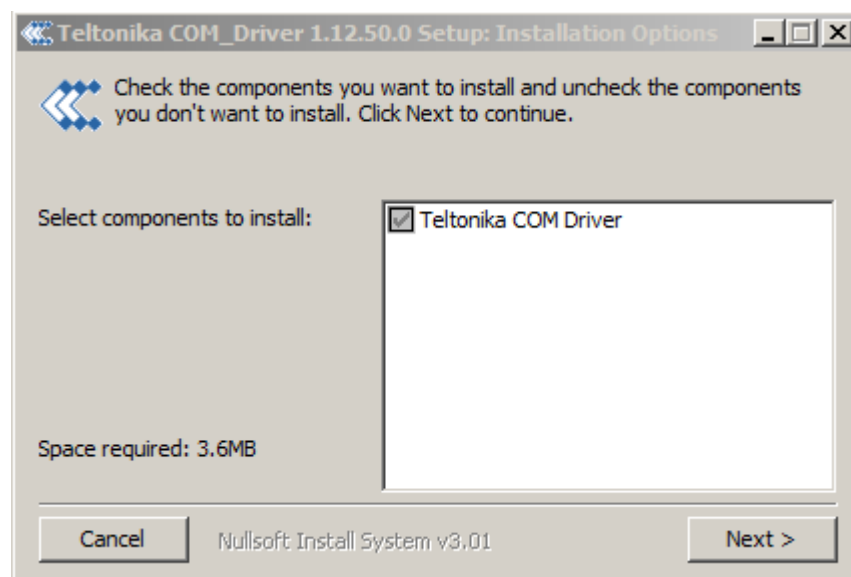 Teltonika COM_Driver 1.12.50.0 Setup: Installation Options
Check the components you want to install and uncheck the components
you don't want to install. Click Next to continue.
Select components to install:
Teltonika COM Driver
Space required: 3.6MB
Cancel
Nullsoft Install System v3.01
Next >